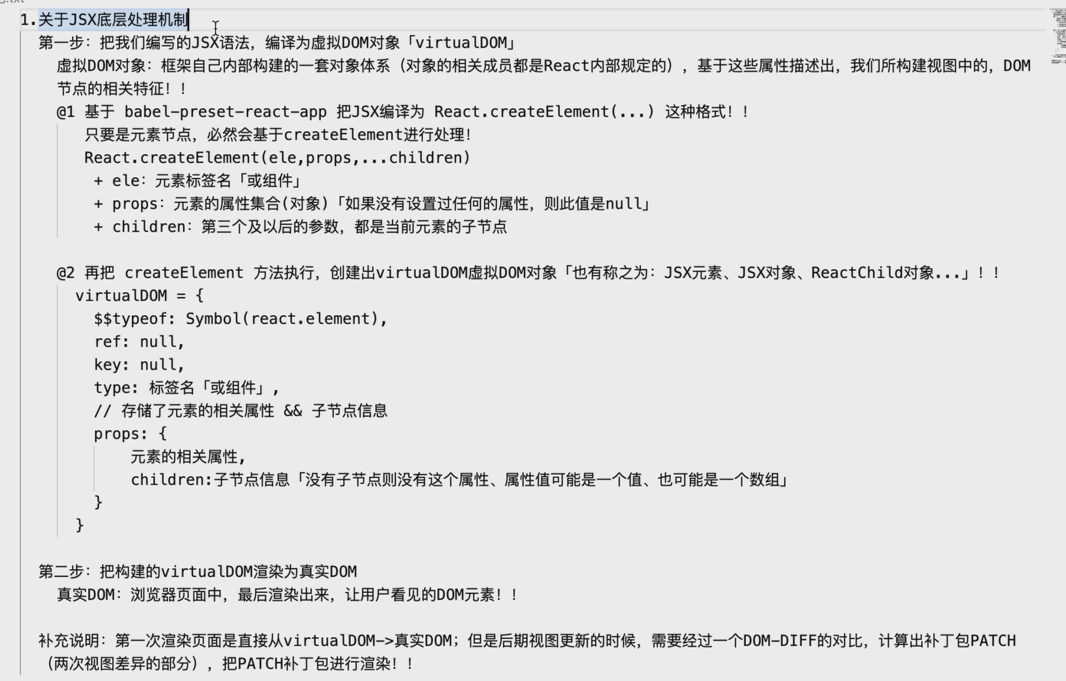 1.关于JSX底层处理机制
第一步：把我们编写的JSX语法，编译为虚拟DOM对象「virtualDOM」
虚拟DOM对象：框架自己内部构建的一套对象体系（对象的相关成员都是React内部规定的），基于这些属性描述出，我们所构建视图中的，DOM
节点的相关特征！！
@1 基于 babel-preset-react-app 把JSX编译为 React.createElement(...) 这种格式！！
只要是元素节点，必然会基于createElement进行处理！
React.createElement(ele,props,...children)
+ ele：元素标签名「或组件」
+ props：元素的属性集合(对象)「如果没有设置过任何的属性，则此值是null」
+ children：第三个及以后的参数，都是当前元素的子节点
@2 再把 createElement 方法执行，创建出virtualDOM虚拟DOM对象「也有称之为：JSX元素、JSX对象、ReactChild对象...」！！
virtualDOM = {
$$typeof: Symbol(react.element),
ref: null,
key: null,
type: 标签名「或组件」,
// 存储了元素的相关属性 && 子节点信息
props: {
元素的相关属性,
children:子节点信息「没有子节点则没有这个属性、属性值可能是一个值、也可能是一个数组」
}
}
第二步：把构建的virtualDOM渲染为真实DOM
真实DOM：浏览器页面中，最后渲染出来，让用户看见的DOM元素！！
补充说明：第一次渲染页面是直接从virtualDOM->真实DOM；但是后期视图更新的时候，需要经过一个DOM-DIFF的对比，计算出补丁包PATCH
（两次视图差异的部分），把PATCH补丁包进行渲染！！